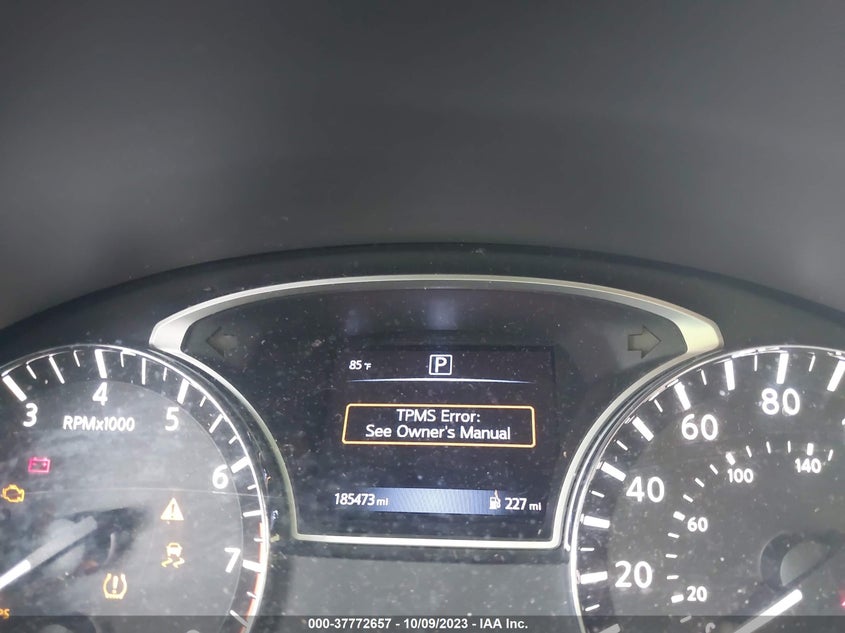 85 °F P
TPMS Error:
See Owner's Manual
185473 mi 227 mi
3 4 5 6 7
RPMx1000
20 40 60 80
20 60 100 140
000-37772657 - 10/09/2023 - IAA Inc.